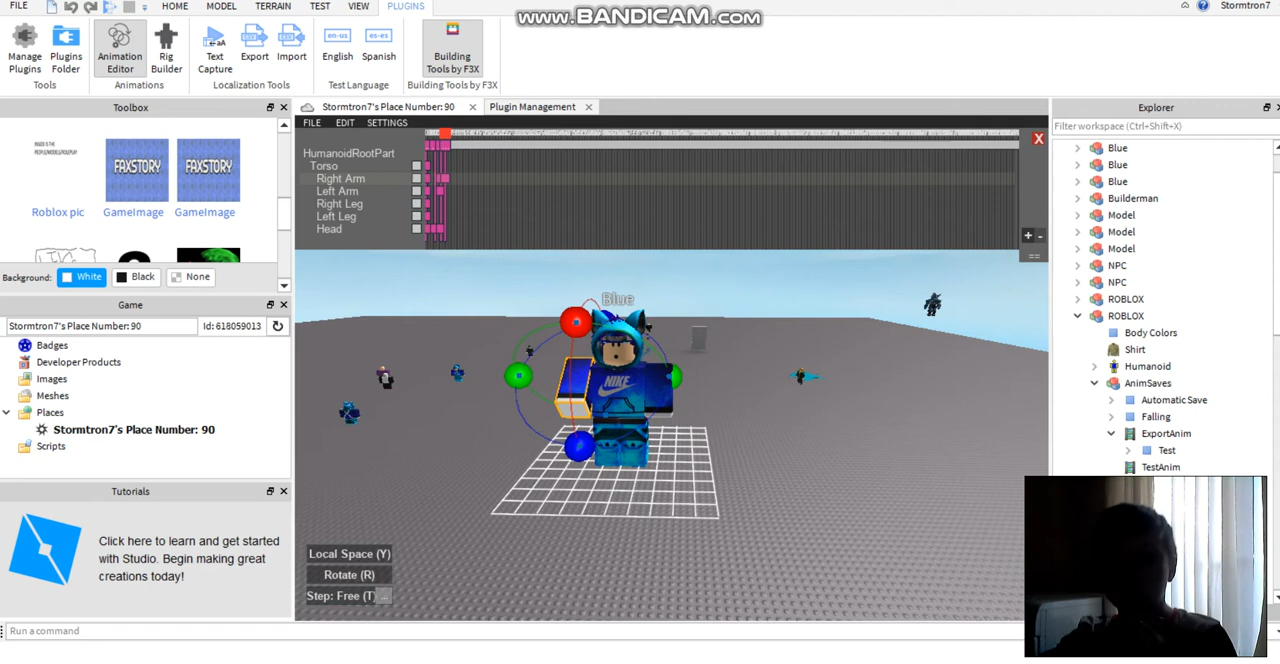 www.BANDICAM.com
FILE
HOME MODEL TERRAIN TEST VIEW PLUGINS
Stormtron7
Manage Plugins
Plugins Folder
Animation Editor
Rig Builder
Text Capture
Export
Import
en-us
English
es-es
Spanish
Building Tools by F3X
Tools
Animations
Localization Tools
Test Language
Building Tools by F3X
Toolbox
FAXSTORY
FAXSTORY
Roblox pic
GameImage
GameImage
Background: White Black None
Game
Stormtron7's Place Number: 90 Id: 618059013
Badges
Developer Products
Images
Meshes
Places
Stormtron7's Place Number: 90
Scripts
Tutorials
Click here to learn and get started
with Studio. Begin making great
creations today!
Run a command
Stormtron7's Place Number: 90
Plugin Management
FILE EDIT SETTINGS
X
HumanoidRootPart
Torso
Right Arm
Left Arm
Right Leg
Left Leg
Head
+ -
==
Blue
NIKE
Local Space (Y)
Rotate (R)
Step: Free (T) ...
Explorer
Filter workspace (Ctrl+Shift+X)
Blue
Blue
Blue
Builderman
Model
Model
Model
NPC
NPC
ROBLOX
ROBLOX
Body Colors
Shirt
Humanoid
AnimSaves
Automatic Save
Falling
ExportAnim
Test
TestAnim